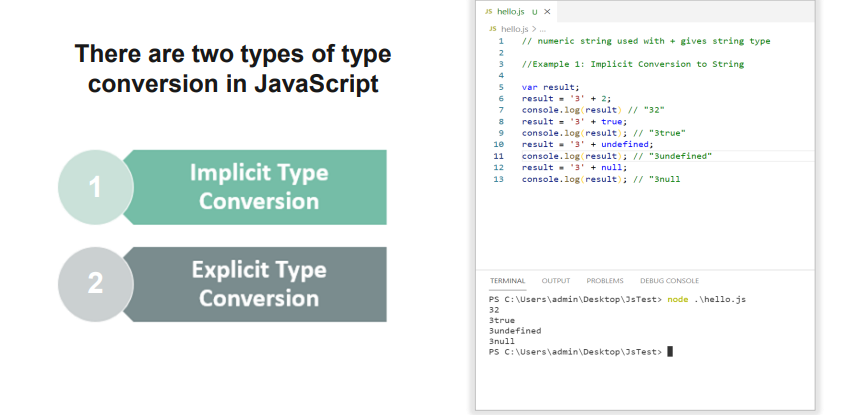 There are two types of type
conversion in JavaScript
1
Implicit Type
Conversion
2
Explicit Type
Conversion
JS hello.js U ×
JS hello.js > ...
1 // numeric string used with + gives string type
2
3 //Example 1: Implicit Conversion to String
4
5 var result;
6 result = '3' + 2;
7 console.log(result) // "32"
8 result = '3' + true;
9 console.log(result); // "3true"
10 result = '3' + undefined;
11 console.log(result); // "3undefined"
12 result = '3' + null;
13 console.log(result); // "3null
TERMINAL OUTPUT PROBLEMS DEBUG CONSOLE
PS C:\Users\admin\Desktop\JsTest> node .\hello.js
32
3true
3undefined
3null
PS C:\Users\admin\Desktop\JsTest>